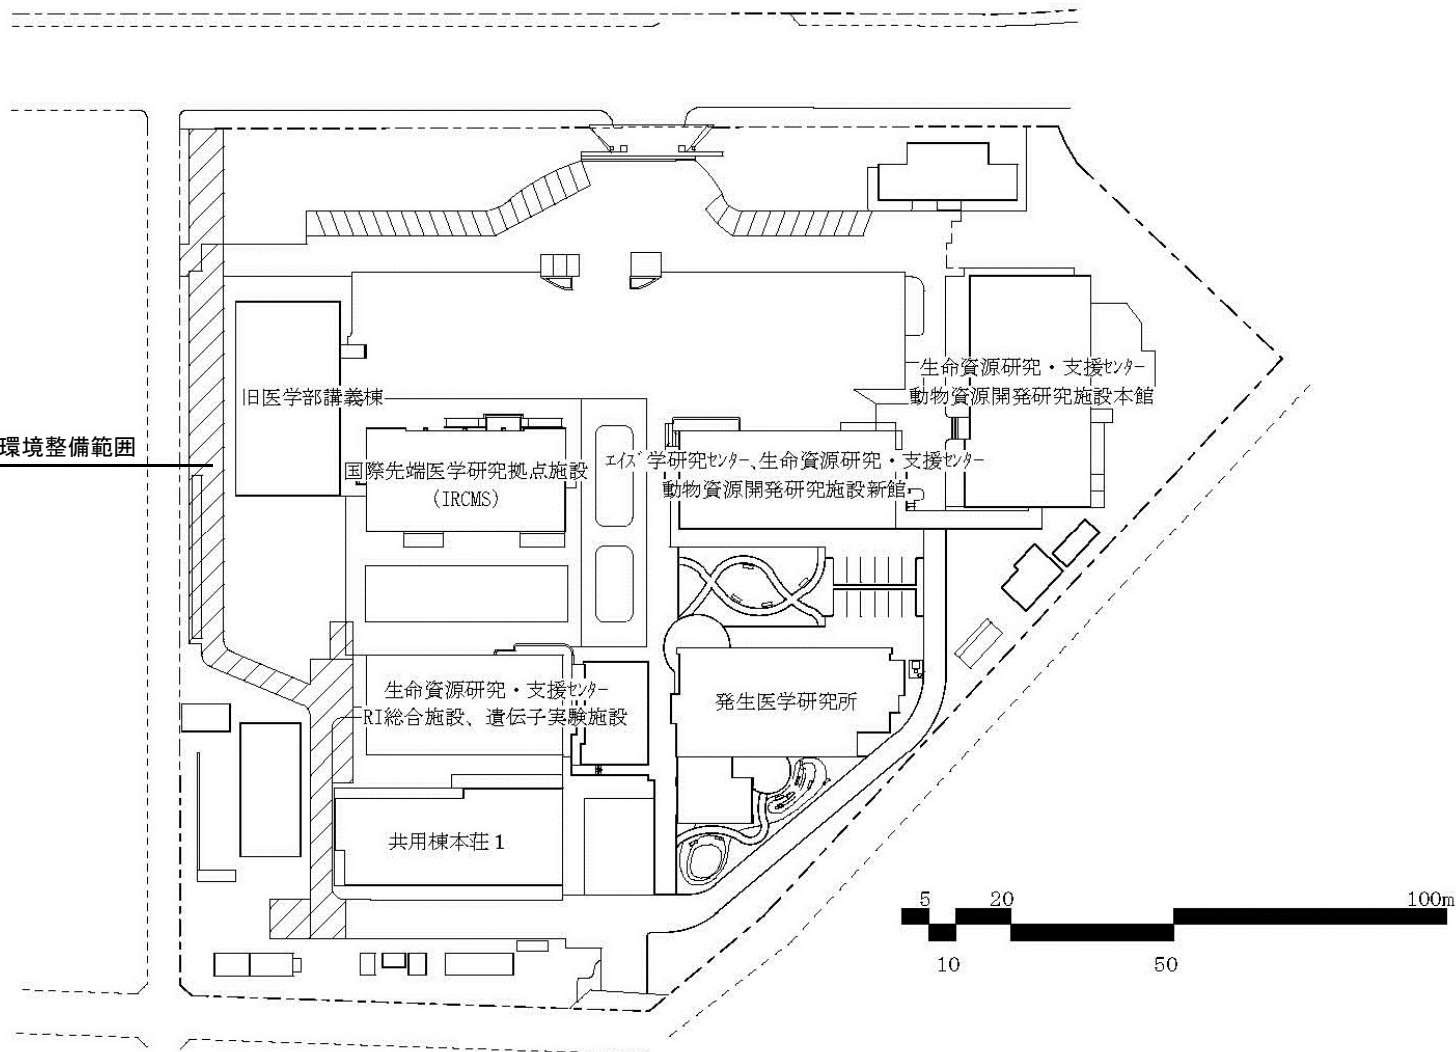 生命資源研究・支援ｾﾝﾀｰ
動物資源開発研究施設本館
旧医学部講義棟
環境整備範囲
国際先端医学研究拠点施設
(IRCMS)
ｴｲｽﾞ学研究ｾﾝﾀｰ、生命資源研究・支援ｾﾝﾀｰ
動物資源開発研究施設新館
生命資源研究・支援ｾﾝﾀｰ
RI総合施設、遺伝子実験施設
発生医学研究所
共用棟本荘１
5 20 100m
10 50